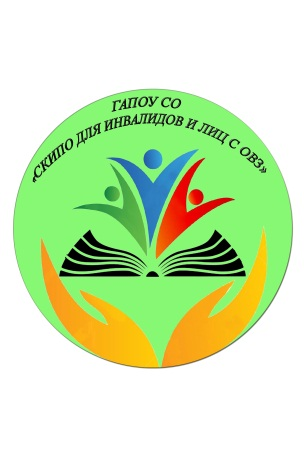 ГАПОУ СО
«СКИПО ДЛЯ ИНВАЛИДОВ И ЛИЦ С ОВЗ»